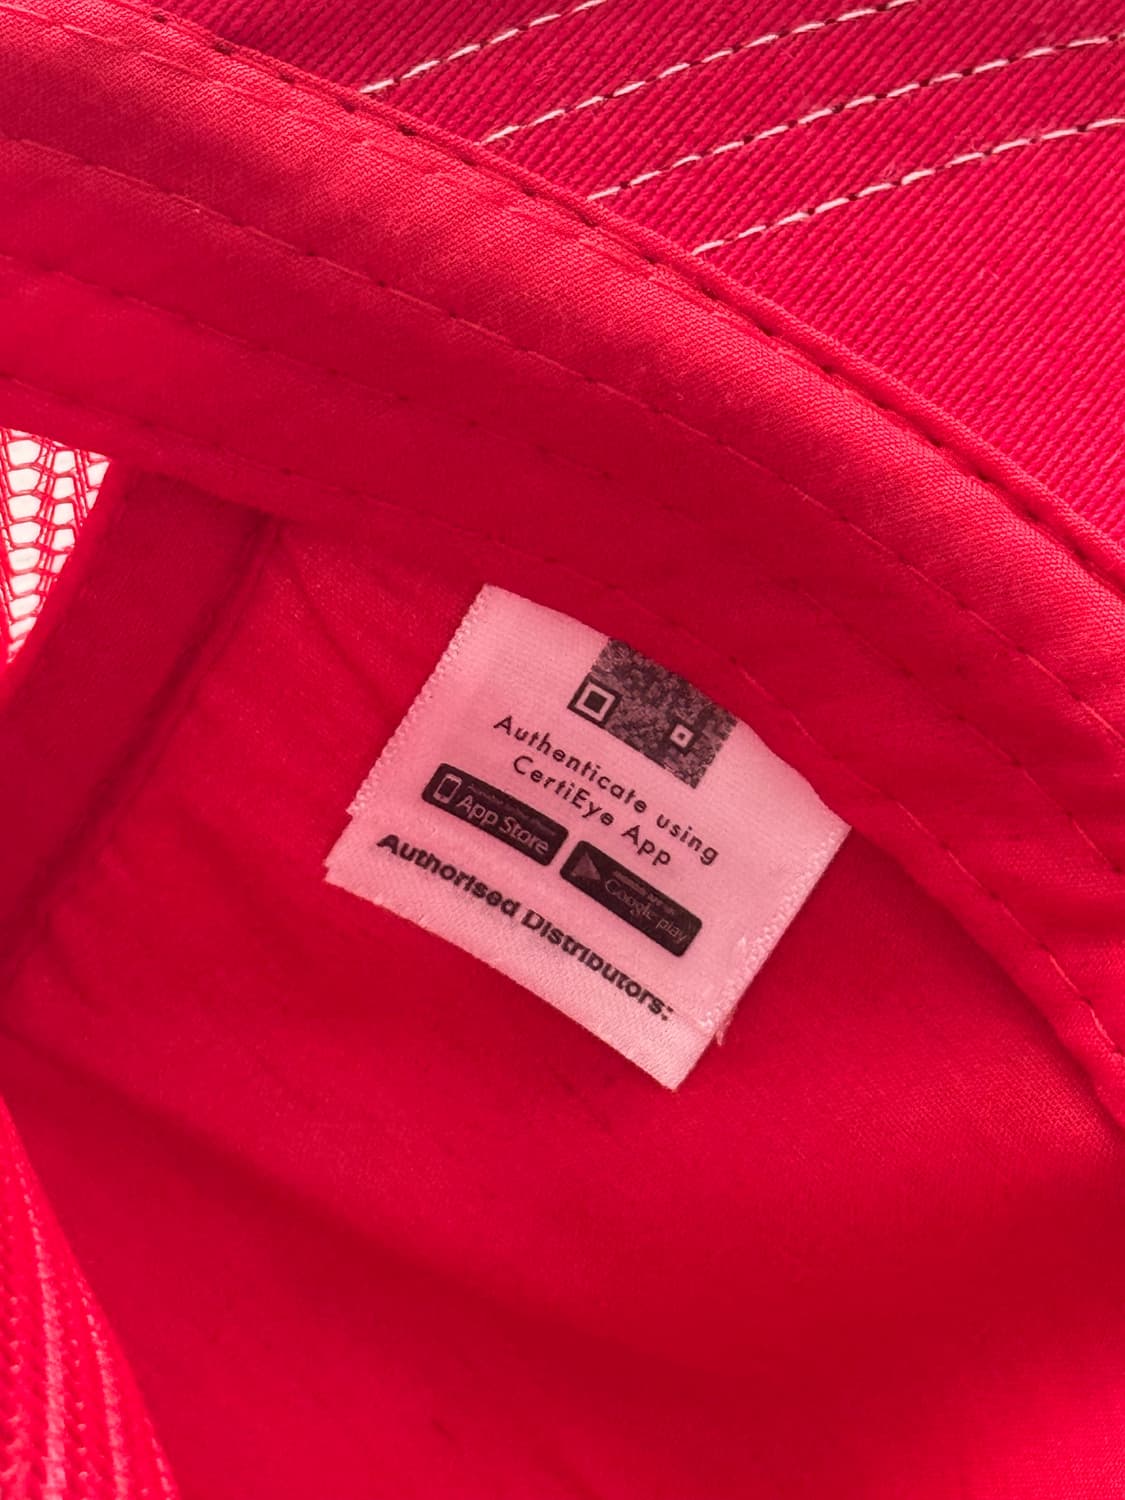 Authenticate using
CertiEye App
App Store
Google play
Authorised Distributors: